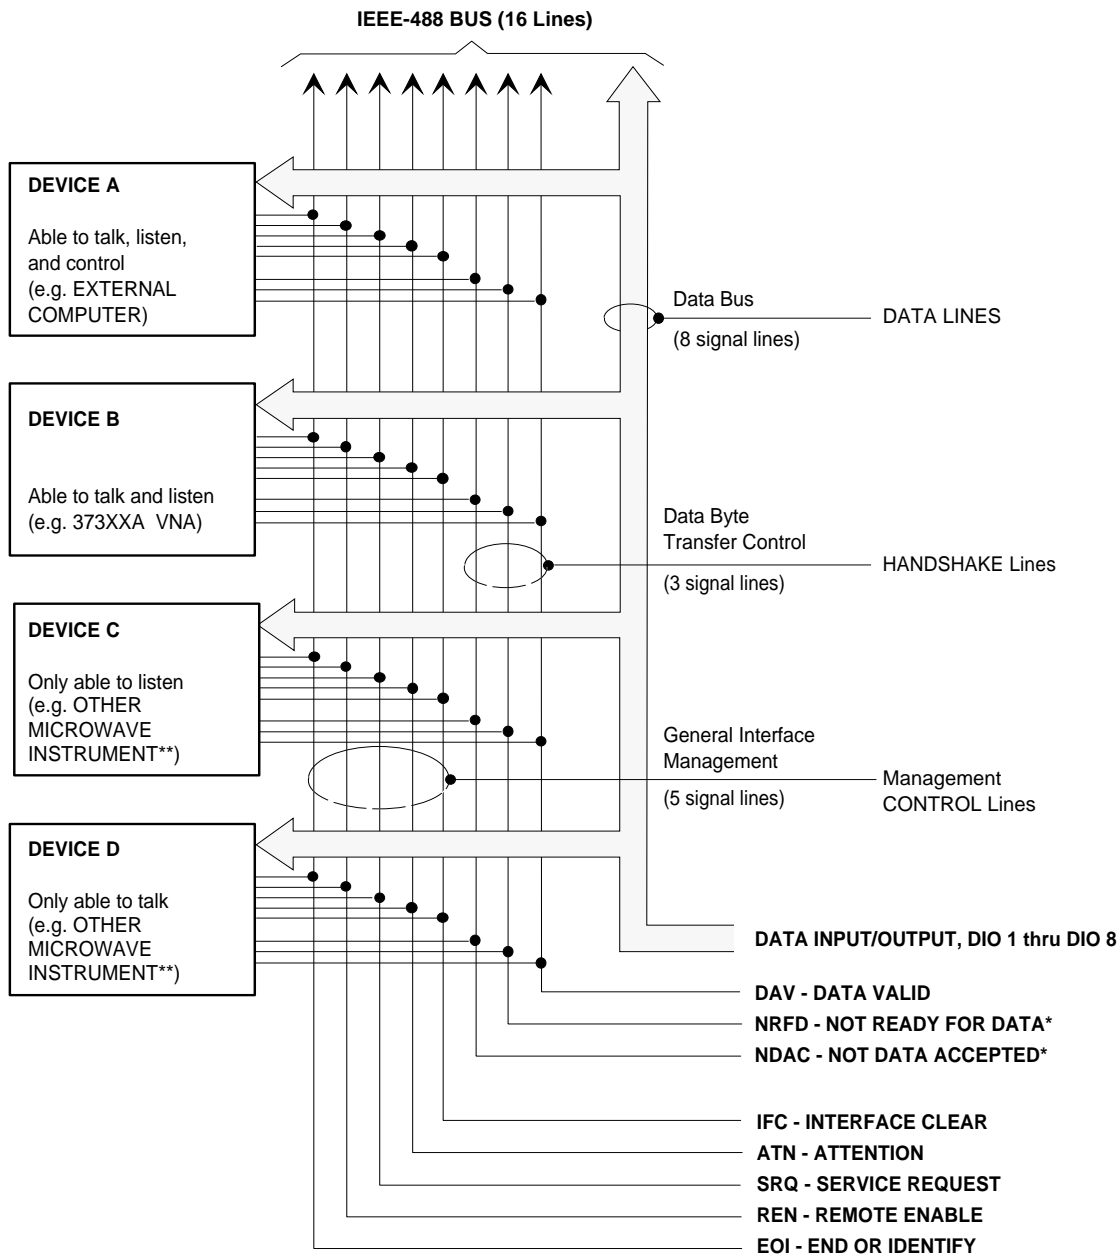 IEEE-488 BUS (16 Lines)
DEVICE A
Able to talk, listen,
and control
(e.g. EXTERNAL
COMPUTER)
Data Bus
(8 signal lines)
DATA LINES
DEVICE B
Able to talk and listen
(e.g. 373XXA  VNA)
Data Byte
Transfer Control
(3 signal lines)
HANDSHAKE Lines
DEVICE C
Only able to listen
(e.g. OTHER
MICROWAVE
INSTRUMENT**)
General Interface
Management
(5 signal lines)
Management
CONTROL Lines
DEVICE D
Only able to talk
(e.g. OTHER
MICROWAVE
INSTRUMENT**)
DATA INPUT/OUTPUT, DIO 1 thru DIO 8
DAV - DATA VALID
NRFD - NOT READY FOR DATA*
NDAC - NOT DATA ACCEPTED*
IFC - INTERFACE CLEAR
ATN - ATTENTION
SRQ - SERVICE REQUEST
REN - REMOTE ENABLE
EOI - END OR IDENTIFY